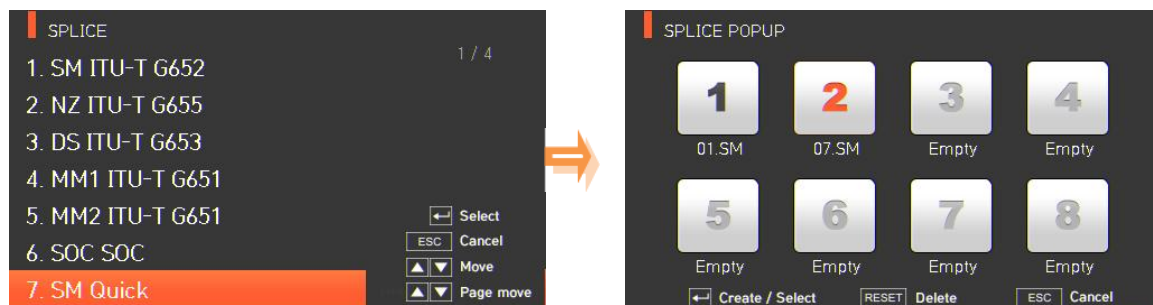 SPLICE
1 / 4
1. SM ITU-T G652
2. NZ ITU-T G655
3. DS ITU-T G653
4. MM1 ITU-T G651
5. MM2 ITU-T G651
6. SOC SOC
7. SM Quick
Select
ESC Cancel
Move
Page move
SPLICE POPUP
1 2 3 4
01.SM 07.SM Empty Empty
5 6 7 8
Empty Empty Empty Empty
Create / Select RESET Delete ESC Cancel